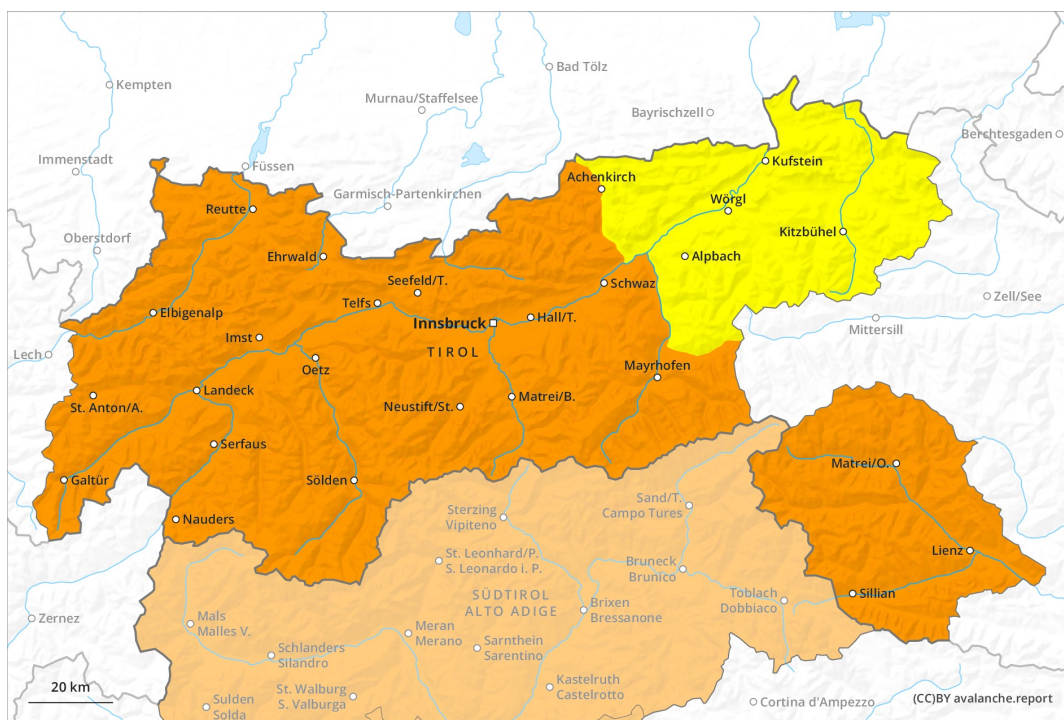 Bad Tölz
Kempten
Murnau/Staffelsee
Bayrischzell
Berchtesgaden
Immenstadt
Füssen
Kufstein
Achenkirch
Garmisch-Partenkirchen
Wörgl
Reutte
Oberstdorf
Kitzbühel
Ehrwald
Alpbach
Seefeld/T.
Schwaz
Telfs
Zell/See
Elbigenalp
Hall/T.
Innsbruck
Mittersill
Imst
Lech
TIROL
Oetz
Mayrhofen
Landeck
St. Anton/A.
Neustift/St.
Matrei/B.
Serfaus
Matrei/O.
Galtür
Sölden
Sand/T.
Campo Tures
Sterzing
Vipiteno
Nauders
Lienz
St. Leonhard/P.
S. Leonardo i. P.
Bruneck
Brunico
Sillian
SÜDTIROL
ALTO ADIGE
Toblach
Dobbiaco
Brixen
Bressanone
Zernez
Mals
Malles V.
Meran
Merano
Sarnthein
Sarentino
Schlanders
Silandro
20 km
Kastelruth
Castelrotto
St. Walburg
S. Valburga
Sulden
Solda
Cortina d'Ampezzo
(CC)BY avalanche.report